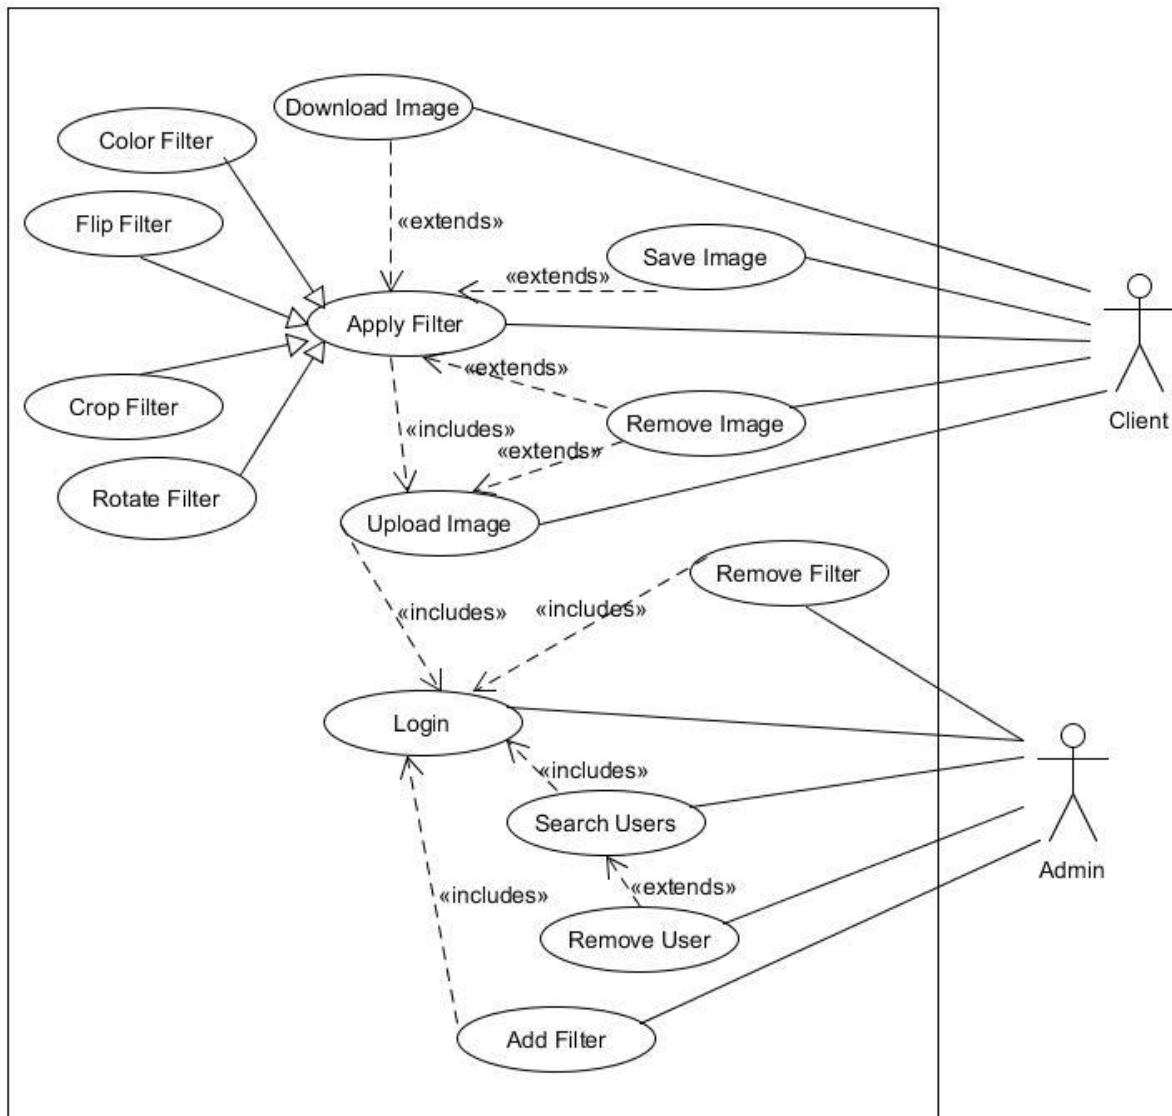 Download Image
Color Filter
Flip Filter
«extends»
Save Image
«extends»
Apply Filter
«extends»
Crop Filter
Remove Image
Client
«includes»
«extends»
Rotate Filter
Upload Image
Remove Filter
«includes»
«includes»
Login
«includes»
Search Users
Admin
«extends»
«includes»
Remove User
Add Filter